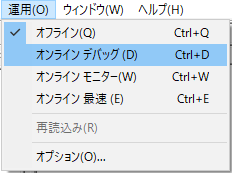 運用(O) ウィンドウ(W) ヘルプ(H)
✓ オフライン(Q) Ctrl+Q
オンライン デバッグ (D) Ctrl+D
オンライン モニター(W) Ctrl+W
オンライン 最速 (E) Ctrl+E
再読込み(R)
オプション(O)...